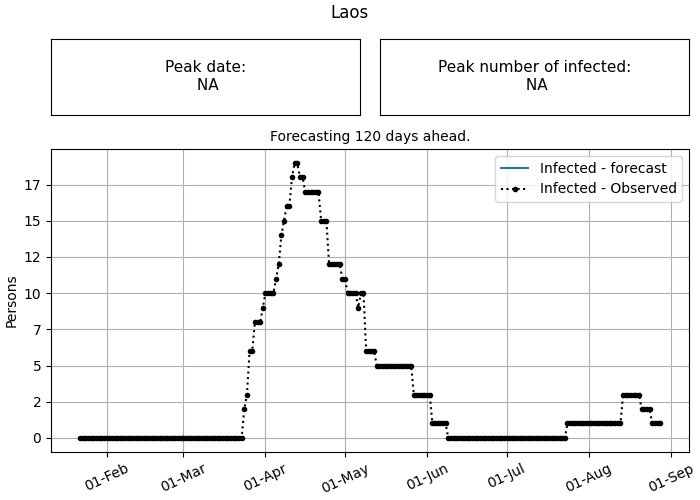 Laos
Peak date:
NA
Peak number of infected:
NA
Forecasting 120 days ahead.
Infected - forecast
Infected - Observed
Persons
17
15
12
10
7
5
2
0
01-Feb
01-Mar
01-Apr
01-May
01-Jun
01-Jul
01-Aug
01-Sep